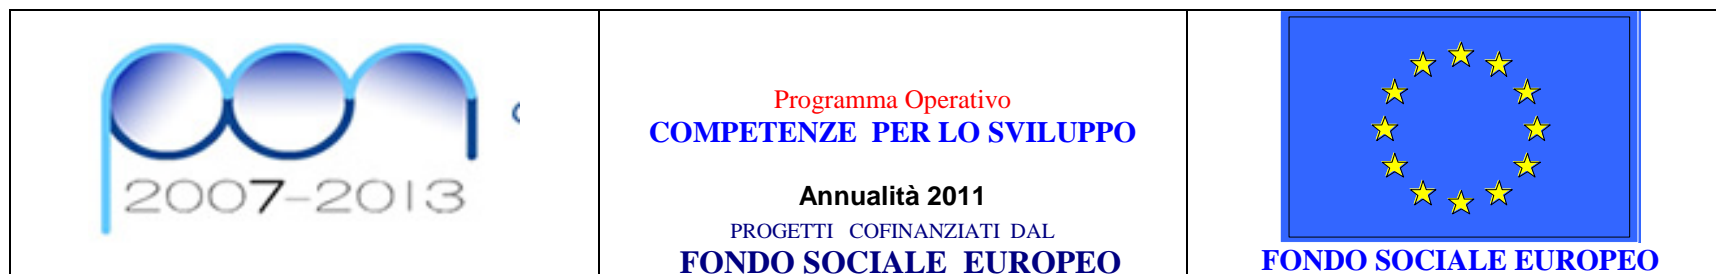 pon
2007-2013
Programma Operativo
COMPETENZE PER LO SVILUPPO
Annualità 2011
PROGETTI COFINANZIATI DAL
FONDO SOCIALE EUROPEO
FONDO SOCIALE EUROPEO